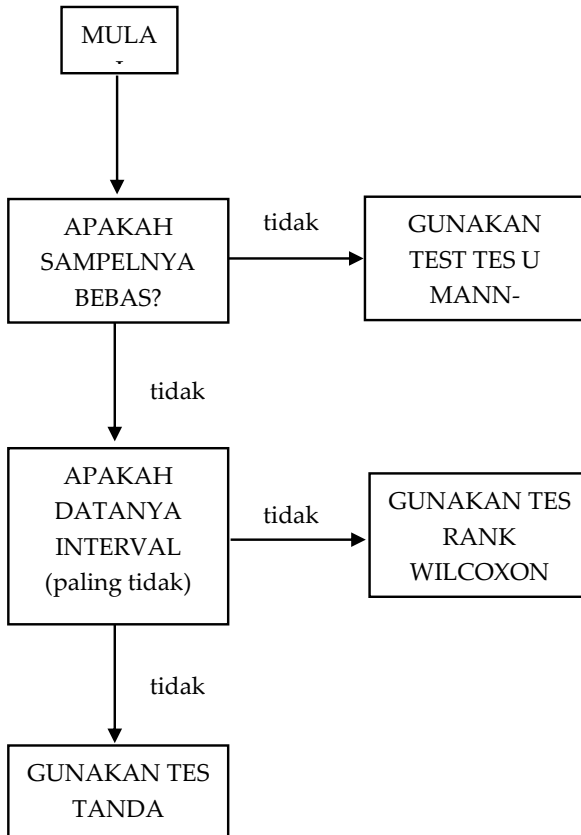 MULA
APAKAH
SAMPELNYA
BEBAS?
tidak
GUNAKAN
TEST TES U
MANN-
tidak
APAKAH
DATANYA
INTERVAL
(paling tidak)
tidak
GUNAKAN TES
RANK
WILCOXON
tidak
GUNAKAN TES
TANDA